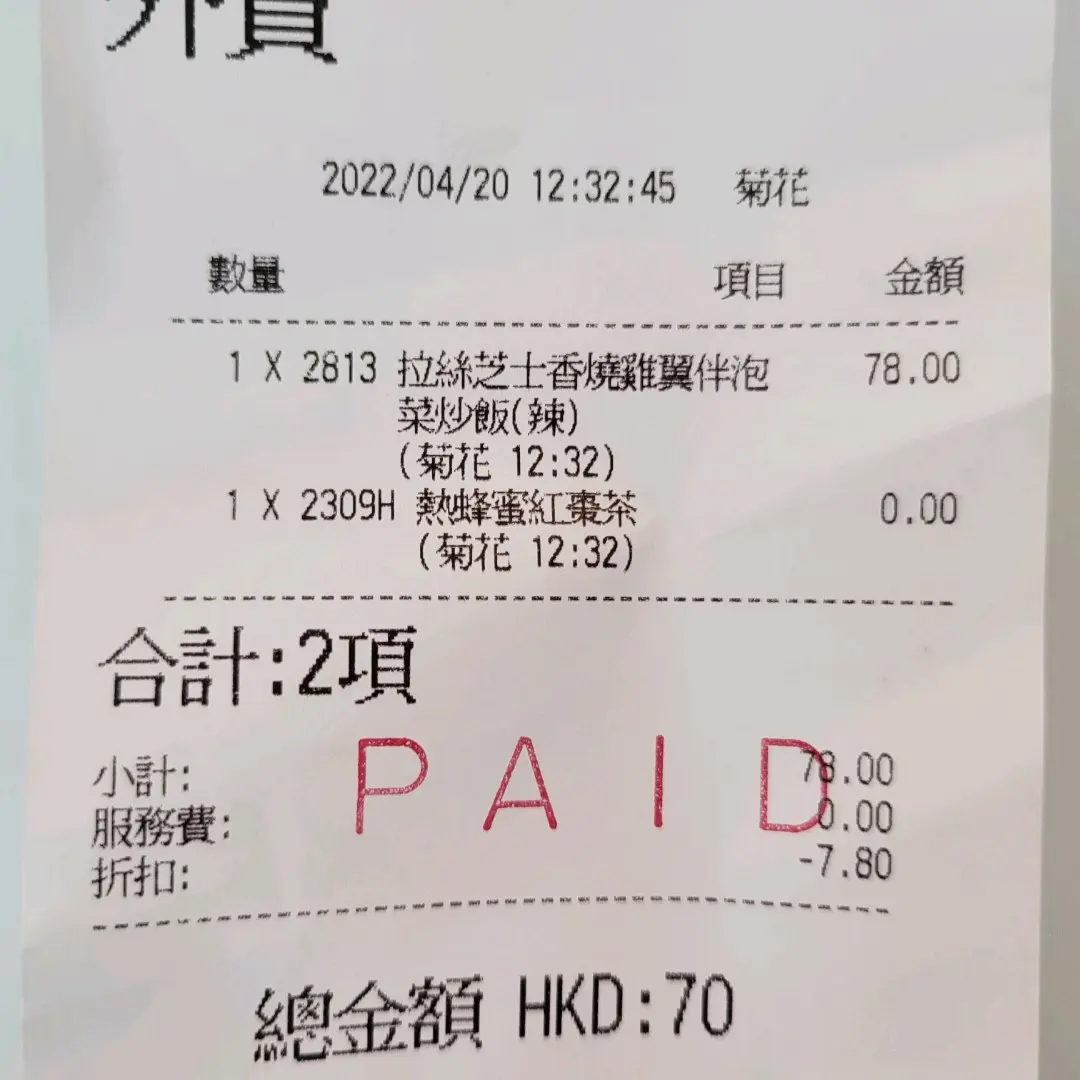 外賣
2022/04/20 12:32:45 菊花
數量 項目 金額
1 X 2813 拉絲芝士香燒雞翼伴泡 78.00
菜炒飯(辣)
(菊花 12:32)
1 X 2309H 熱蜂蜜紅棗茶 0.00
(菊花 12:32)
合計:2項
PAID
小計: 78.00
服務費: 0.00
折扣: -7.80
總金額 HKD:70